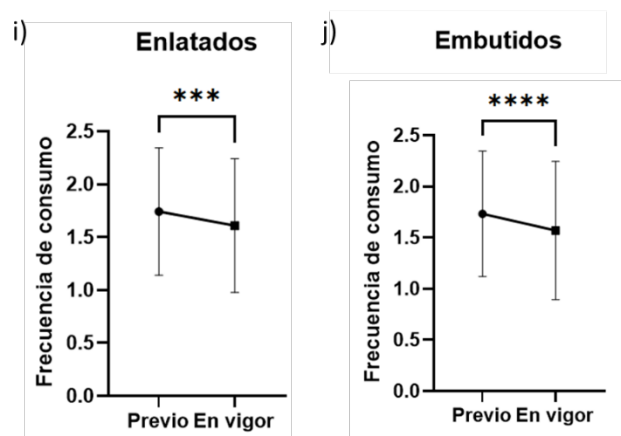 i)
Enlatados
***
Frecuencia de consumo
2.5
2.0
1.5
1.0
0.5
0.0
Previo En vigor
j)
Embutidos
****
Frecuencia de consumo
2.5
2.0
1.5
1.0
0.5
0.0
Previo En vigor